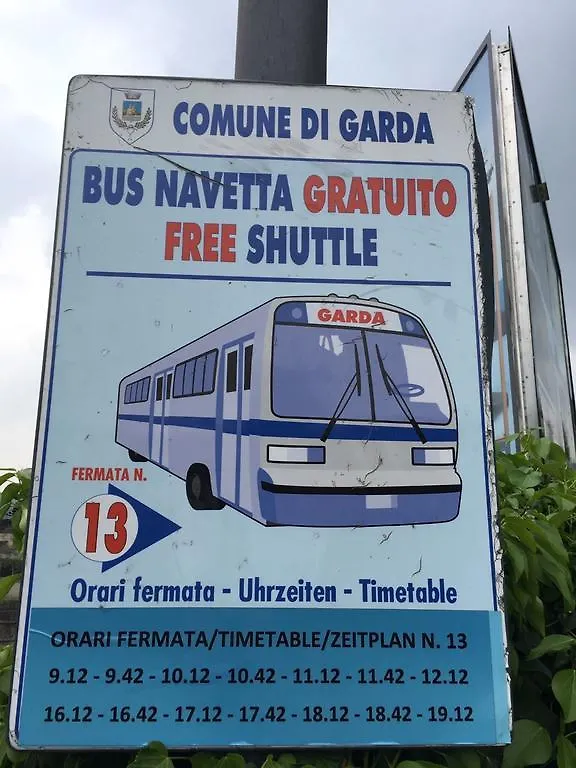 COMUNE DI GARDA
BUS NAVETTA GRATUITO
FREE SHUTTLE
GARDA
FERMATA N.
13
Orari fermata - Uhrzeiten - Timetable
ORARI FERMATA/TIMETABLE/ZEITPLAN N. 13
9.12 - 9.42 - 10.12 - 10.42 - 11.12 - 11.42 - 12.12
16.12 - 16.42 - 17.12 - 17.42 - 18.12 - 18.42 - 19.12